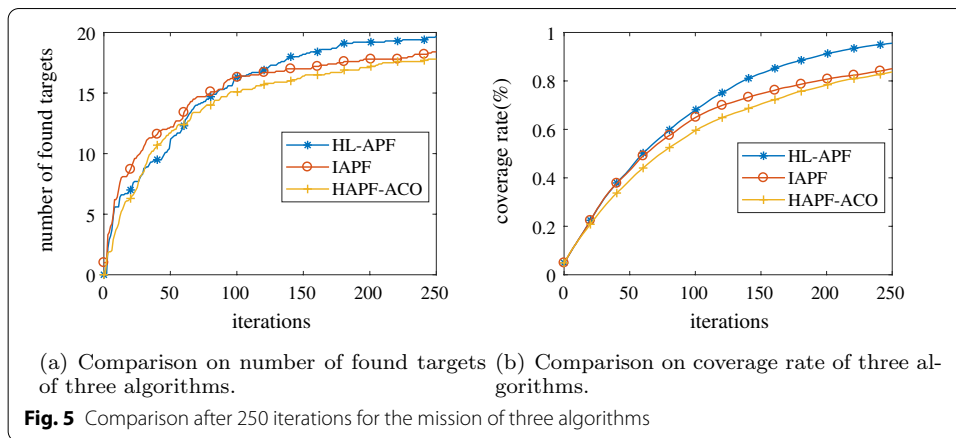 20
15
10
5
0
number of found targets
HL-APF
IAPF
HAPF-ACO
0 50 100 150 200 250
iterations
1
0.8
0.6
0.4
0.2
0
coverage rate(%)
HL-APF
IAPF
HAPF-ACO
0 50 100 150 200 250
iterations
(a) Comparison on number of found targets
of three algorithms.
(b) Comparison on coverage rate of three al-
gorithms.
Fig. 5 Comparison after 250 iterations for the mission of three algorithms